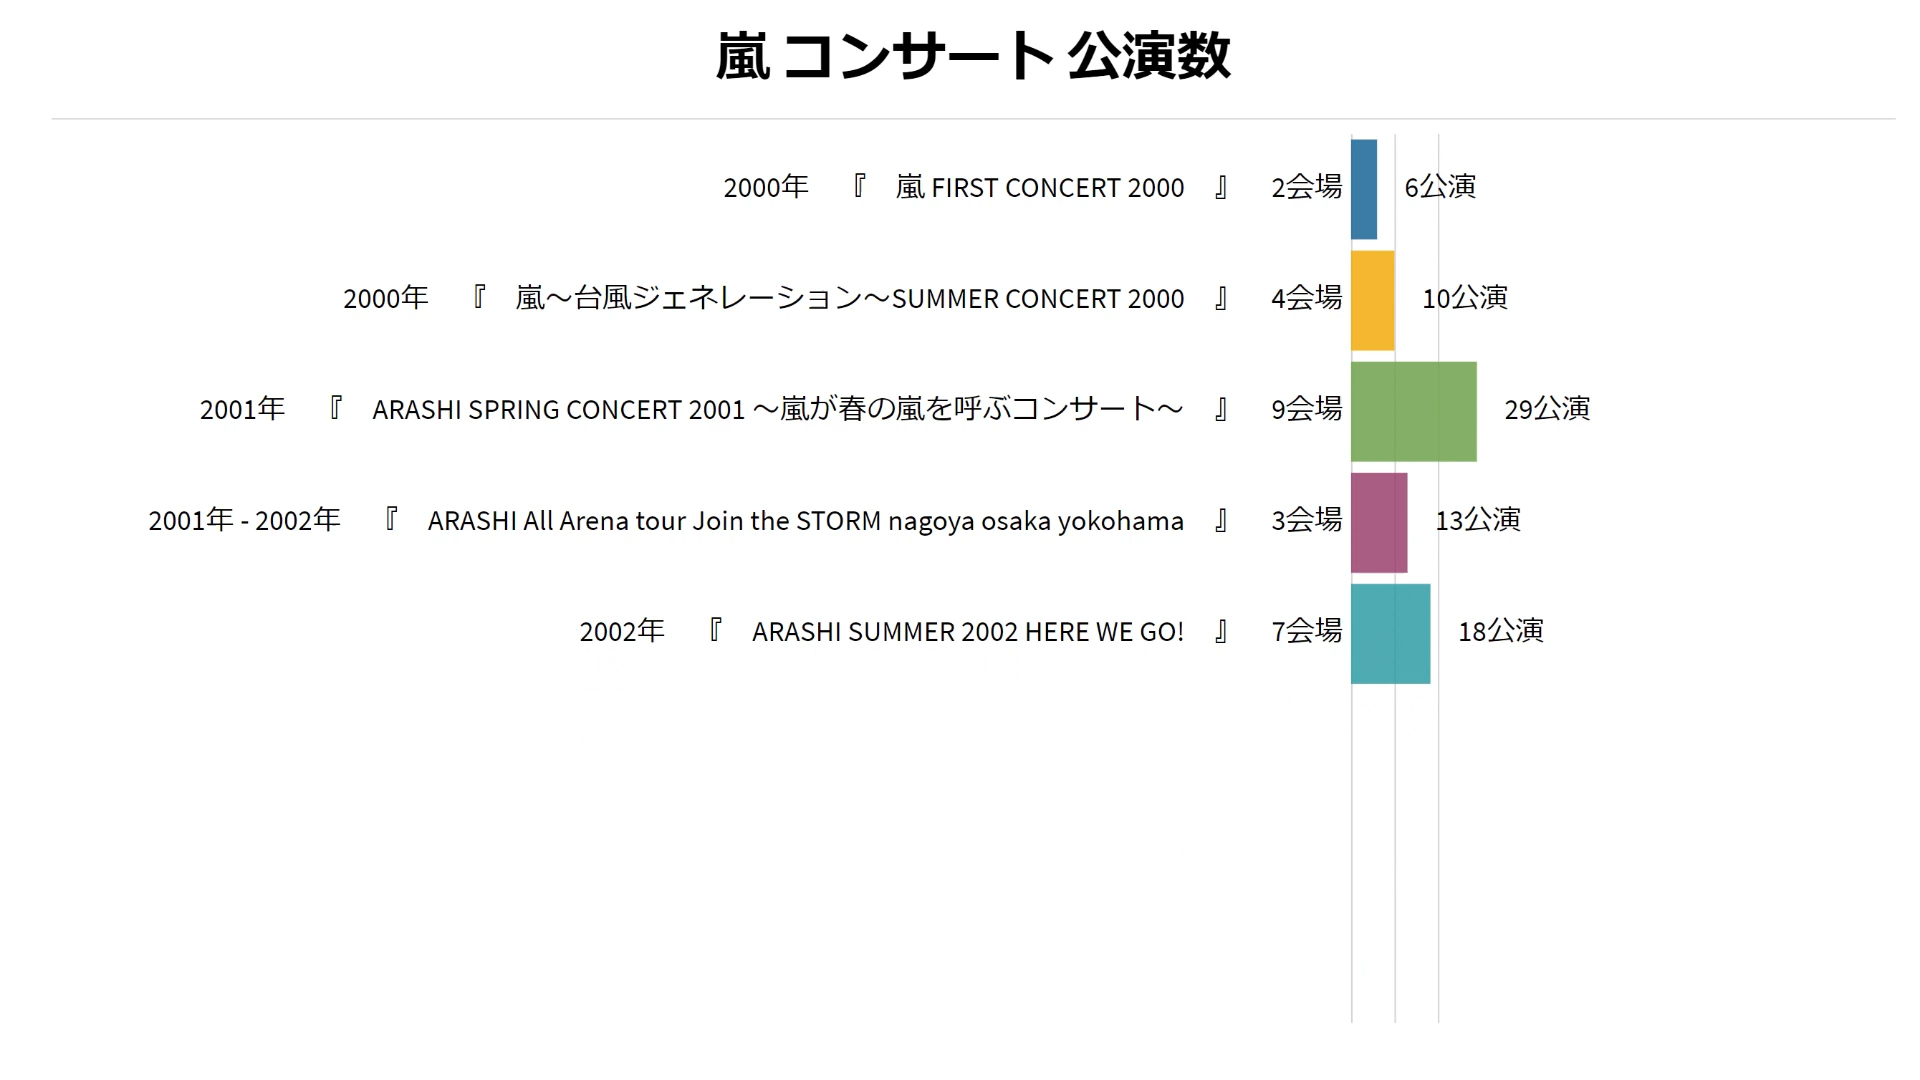 嵐 コンサート 公演数
2000年 『 嵐 FIRST CONCERT 2000 』 2会場 6公演
2000年 『 嵐～台風ジェネレーション～SUMMER CONCERT 2000 』 4会場 10公演
2001年 『 ARASHI SPRING CONCERT 2001 ～嵐が春の嵐を呼ぶコンサート～ 』 9会場 29公演
2001年 - 2002年 『 ARASHI All Arena tour Join the STORM nagoya osaka yokohama 』 3会場 13公演
2002年 『 ARASHI SUMMER 2002 HERE WE GO! 』 7会場 18公演